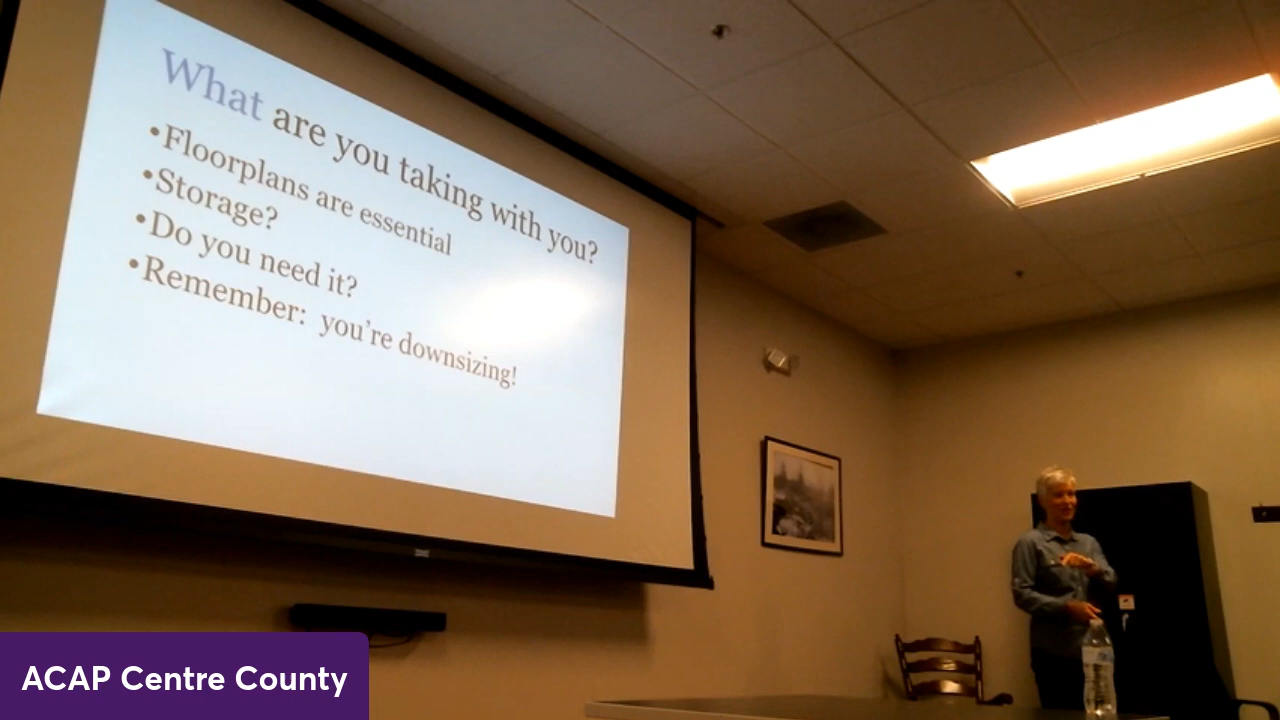 What are you taking with you?
•Floorplans are essential
•Storage?
•Do you need it?
•Remember: you're downsizing!
ACAP Centre County